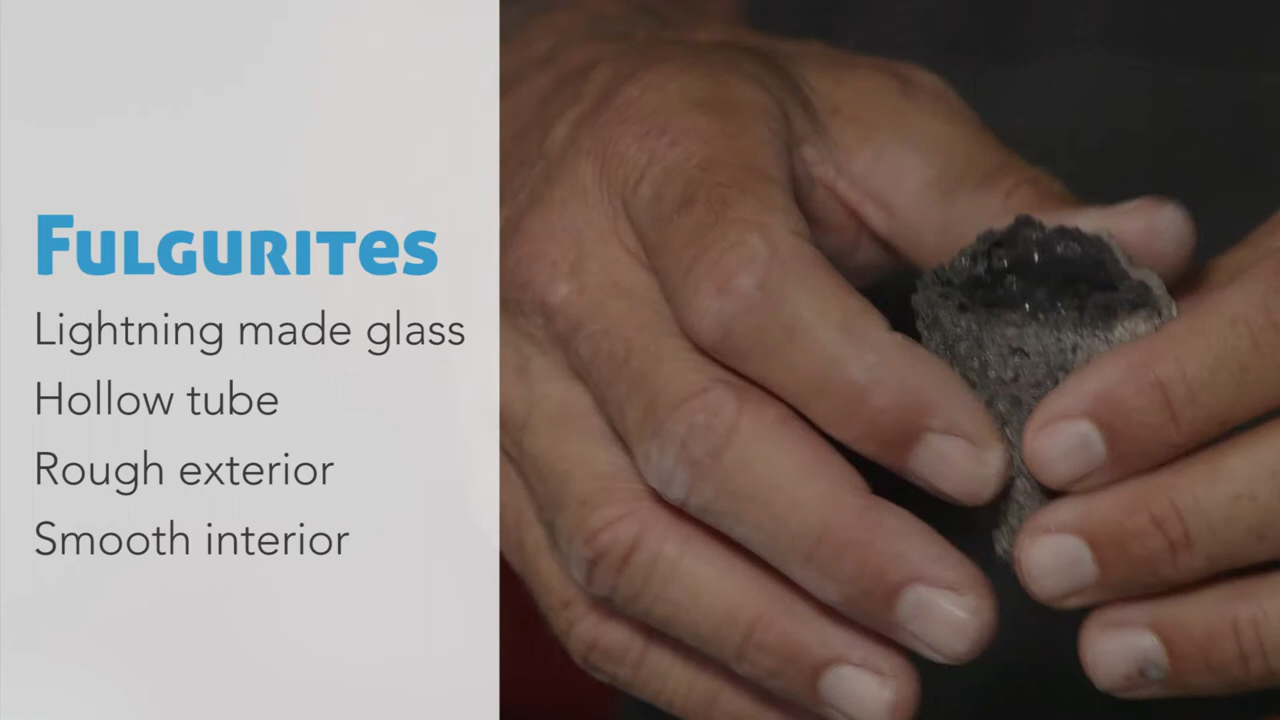 Fulgurites
Lightning made glass
Hollow tube
Rough exterior
Smooth interior